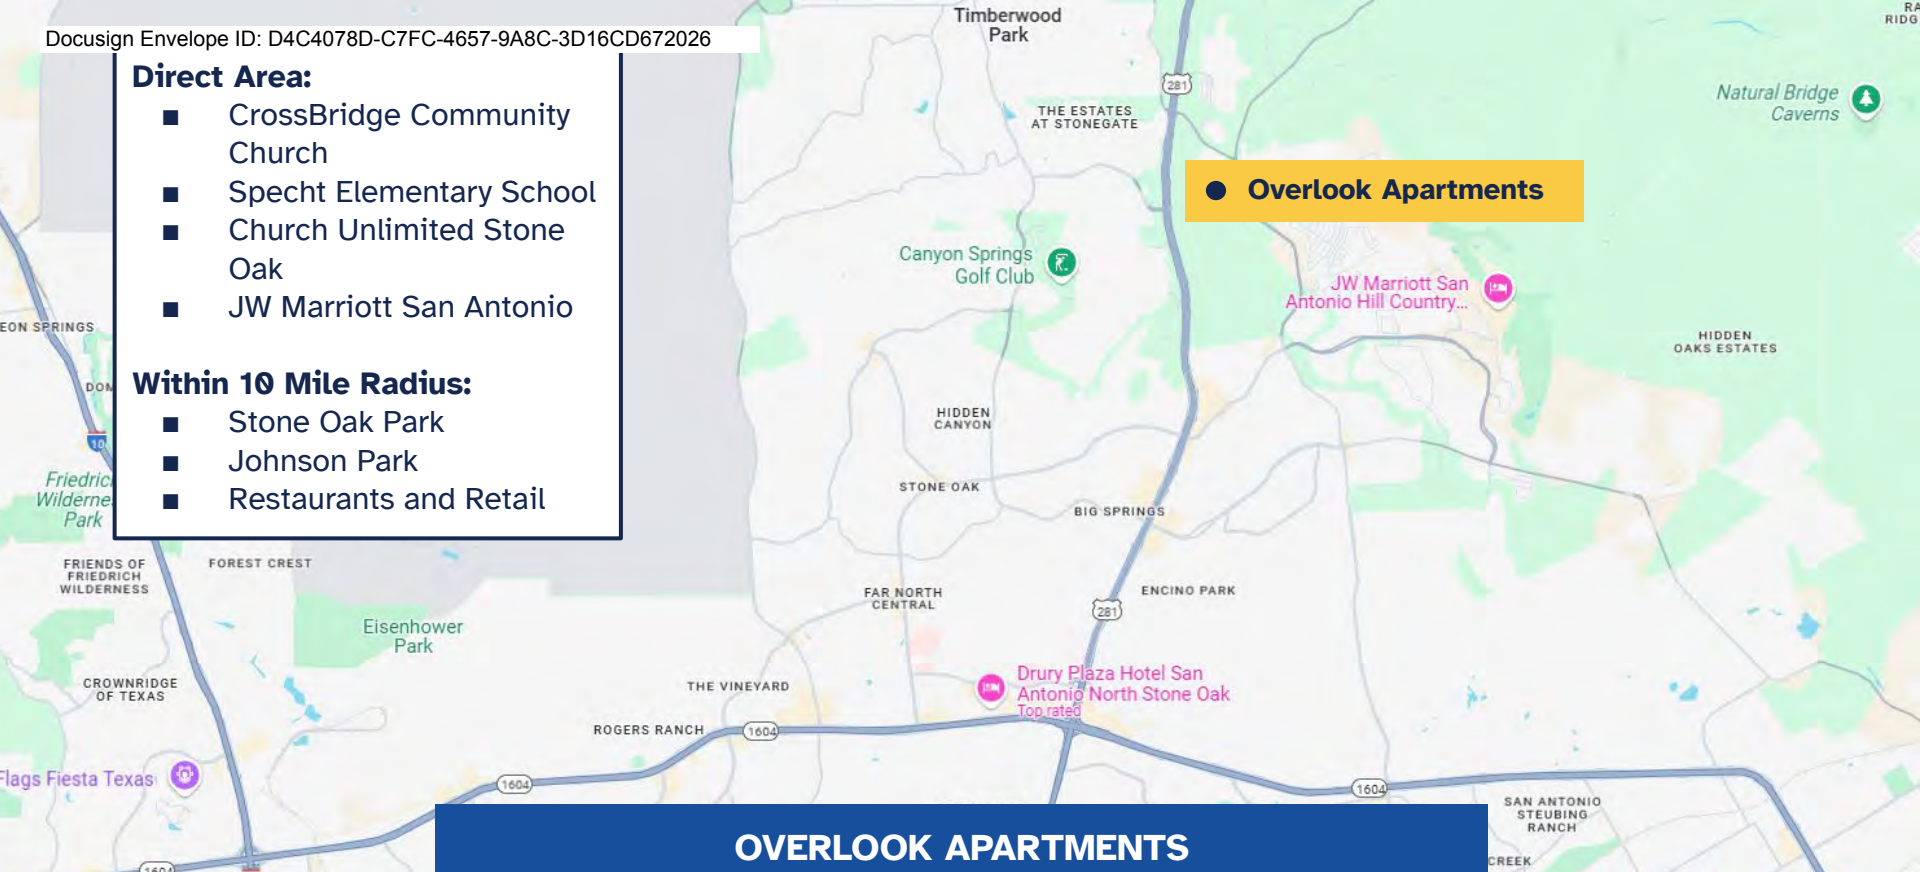 Docusign Envelope ID: D4C4078D-C7FC-4657-9A8C-3D16CD672026
Direct Area:
■ CrossBridge Community
Church
■ Specht Elementary School
■ Church Unlimited Stone
Oak
■ JW Marriott San Antonio
Within 10 Mile Radius:
■ Stone Oak Park
■ Johnson Park
■ Restaurants and Retail
Timberwood
Park
281
THE ESTATES
AT STONEGATE
Natural Bridge
Caverns
● Overlook Apartments
Canyon Springs
Golf Club
JW Marriott San
Antonio Hill Country...
HIDDEN
OAKS ESTATES
EON SPRINGS
10
HIDDEN
CANYON
STONE OAK
BIG SPRINGS
Park
FRIENDS OF
FRIEDRICH
WILDERNESS
FOREST CREST
FAR NORTH
CENTRAL
281
ENCINO PARK
Eisenhower
Park
CROWNRIDGE
OF TEXAS
THE VINEYARD
Drury Plaza Hotel San
Antonio North Stone Oak
Top rated
ROGERS RANCH
1604
Flags Fiesta Texas
1604
1604
SAN ANTONIO
STEUBING
RANCH
CREEK
1604
OVERLOOK APARTMENTS